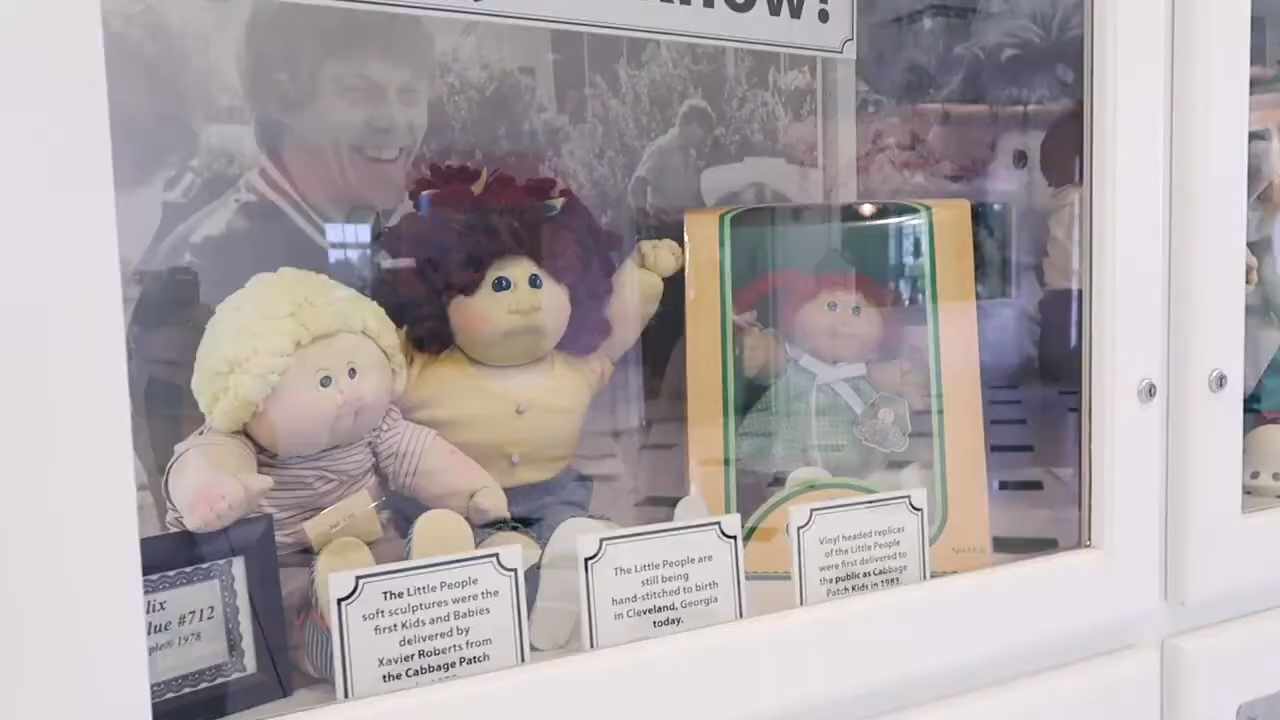 The Little People
soft sculptures were the
first Kids and Babies
delivered by
Xavier Roberts from
the Cabbage Patch
The Little People are
still being
hand-stitched to birth
in Cleveland, Georgia
today.
Vinyl headed replicas
of the Little People
were first delivered to
the public as Cabbage
Patch Kids in 1983.
lix
lue #712
ple® 1978